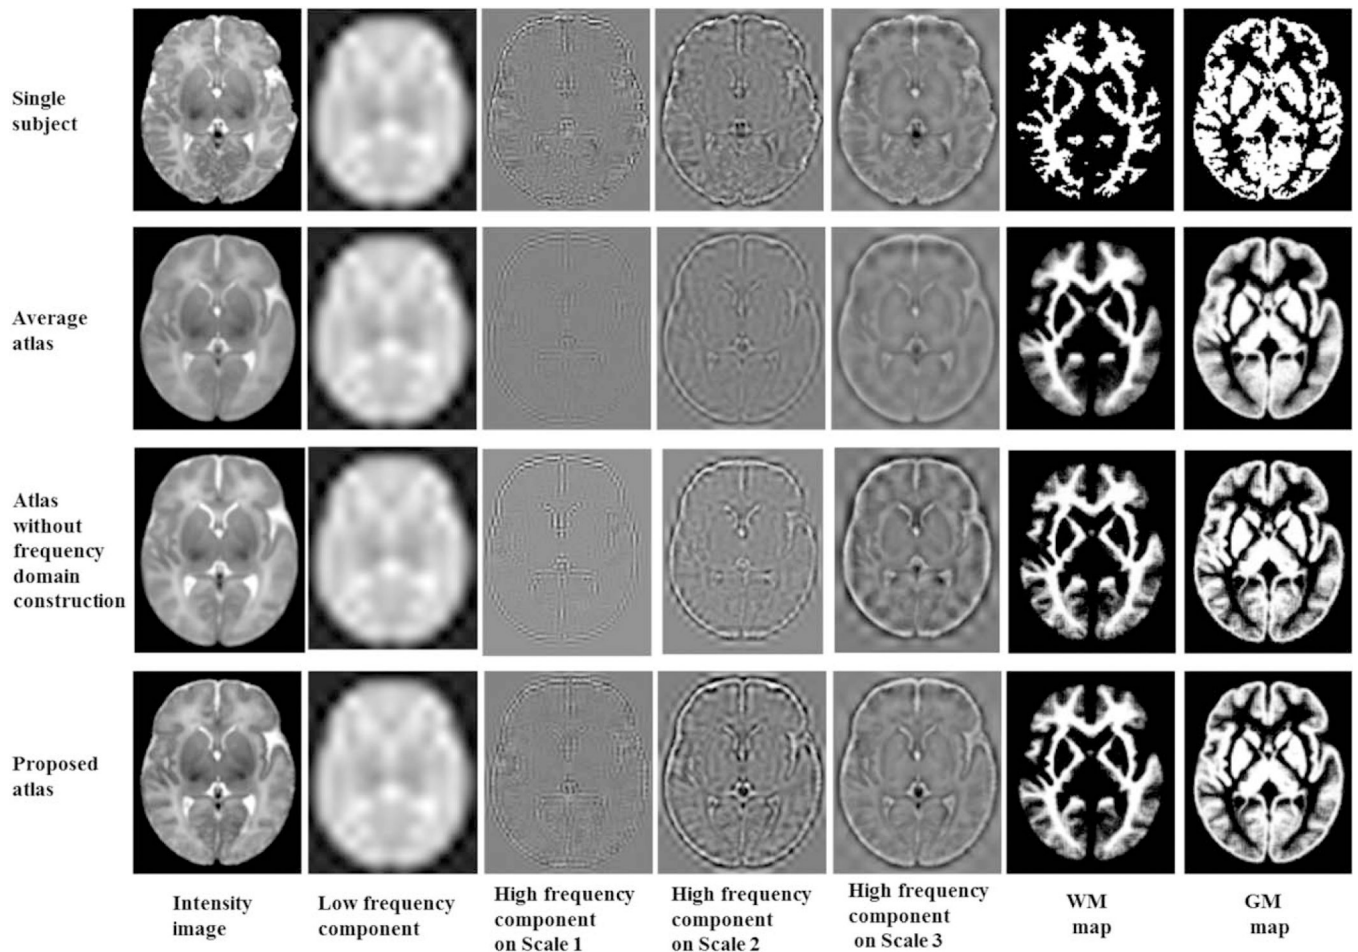 Single
subject
Average
atlas
Atlas
without
frequency
domain
construction
Proposed
atlas
Intensity
image
Low frequency
component
High frequency
component
on Scale 1
High frequency
component
on Scale 2
High frequency
component
on Scale 3
WM
map
GM
map